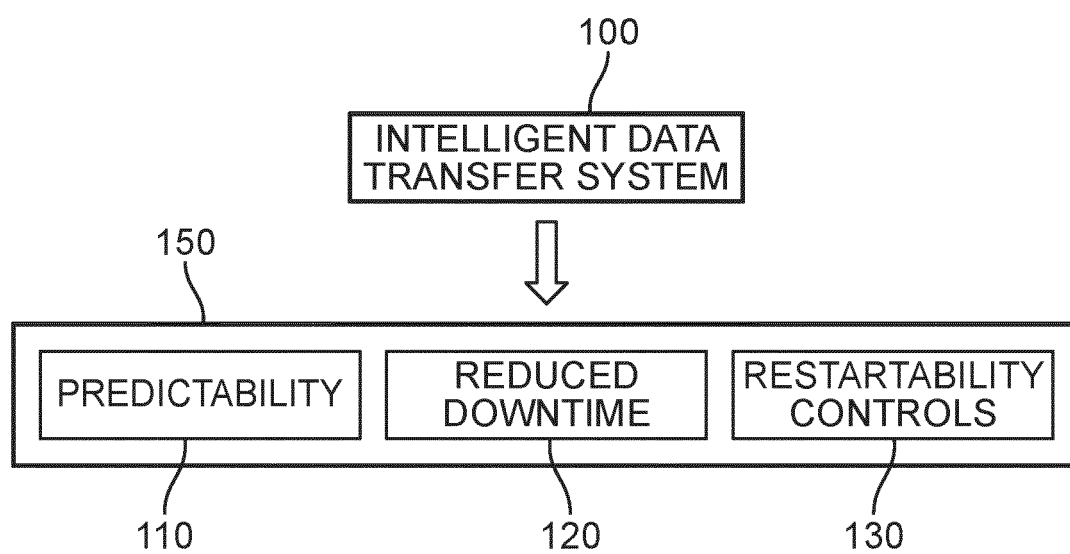 100
INTELLIGENT DATA
TRANSFER SYSTEM
150
PREDICTABILITY
REDUCED
DOWNTIME
RESTARTABILITY
CONTROLS
110
120
130